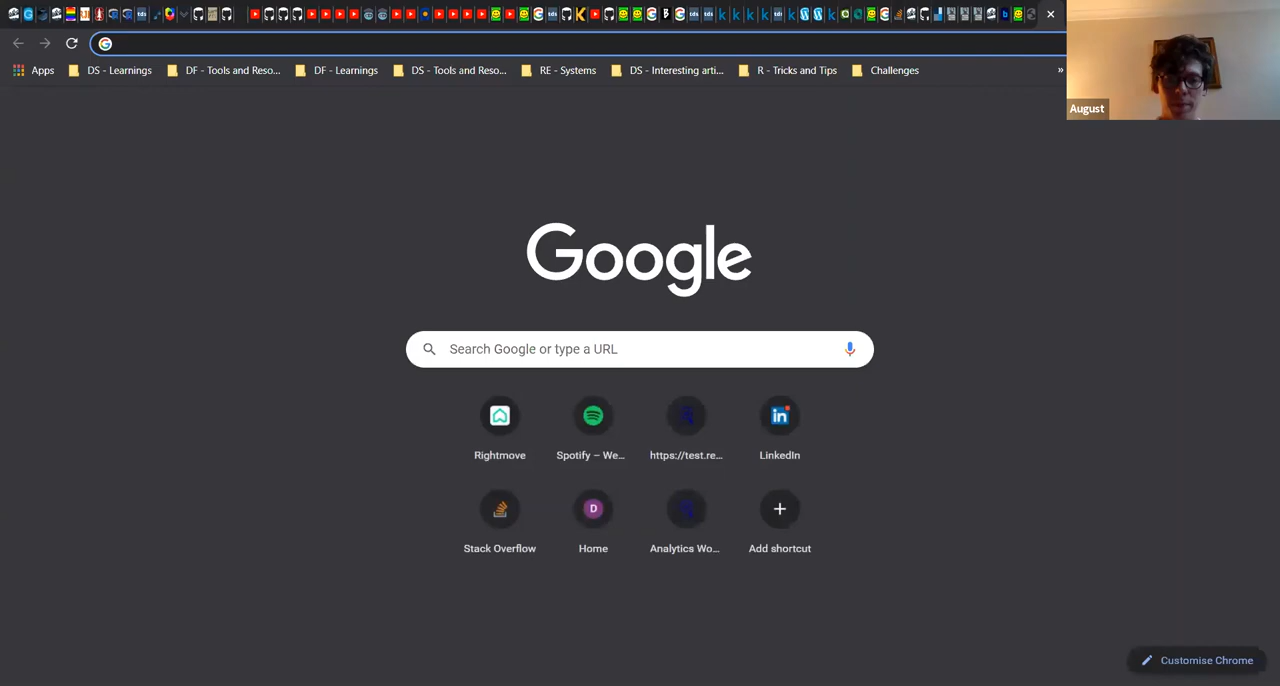 Apps DS - Learnings DF - Tools and Reso... DF - Learnings DS - Tools and Reso... RE - Systems DS - Interesting arti... R - Tricks and Tips Challenges »
August
Google
Search Google or type a URL
Rightmove Spotify – We... https://test.re... LinkedIn
D
Stack Overflow Home Analytics Wo... Add shortcut
Customise Chrome